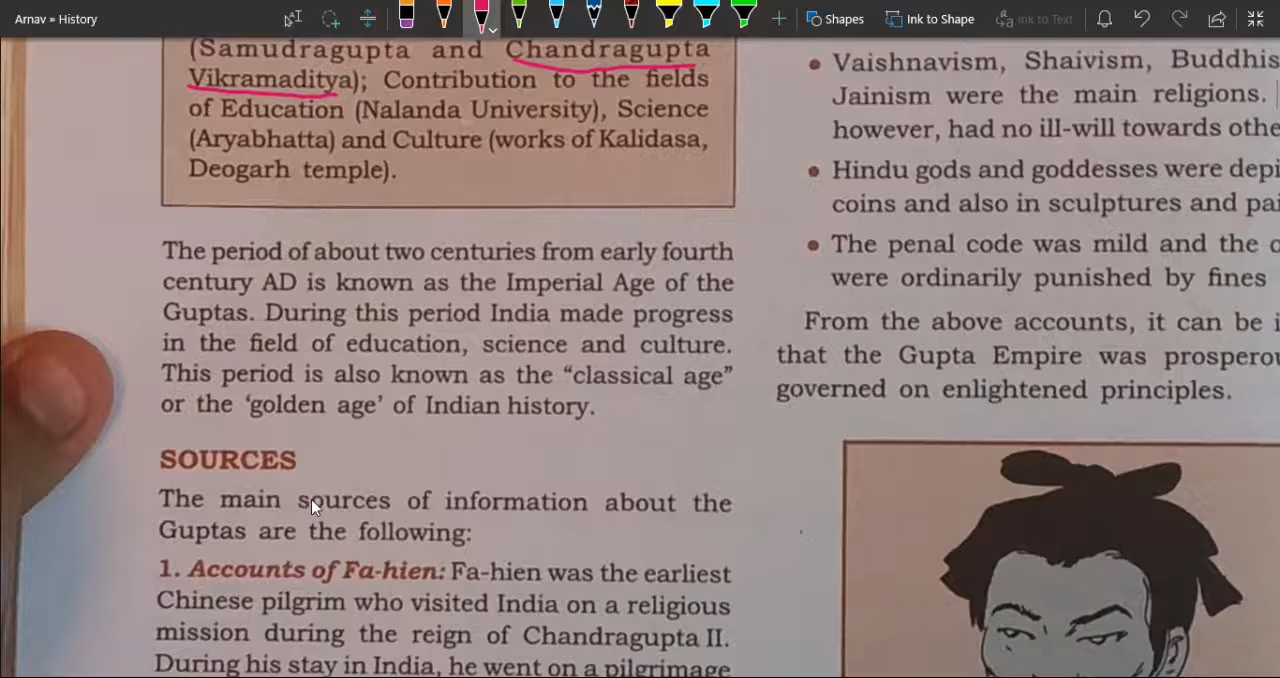 Arnav » History
Shapes
Ink to Shape
Ink to Text
(Samudragupta and Chandragupta
Vikramaditya); Contribution to the fields
of Education (Nalanda University), Science
(Aryabhatta) and Culture (works of Kalidasa,
Deogarh temple).
The period of about two centuries from early fourth
century AD is known as the Imperial Age of the
Guptas. During this period India made progress
in the field of education, science and culture.
This period is also known as the “classical age”
or the ‘golden age’ of Indian history.
SOURCES
The main sources of information about the
Guptas are the following:
1. Accounts of Fa-hien: Fa-hien was the earliest
Chinese pilgrim who visited India on a religious
mission during the reign of Chandragupta II.
During his stay in India, he went on a pilgrimage
• Vaishnavism, Shaivism, Buddhis
Jainism were the main religions.
however, had no ill-will towards othe
• Hindu gods and goddesses were depi
coins and also in sculptures and pai
• The penal code was mild and the
were ordinarily punished by fines
From the above accounts, it can be i
that the Gupta Empire was prosperou
governed on enlightened principles.